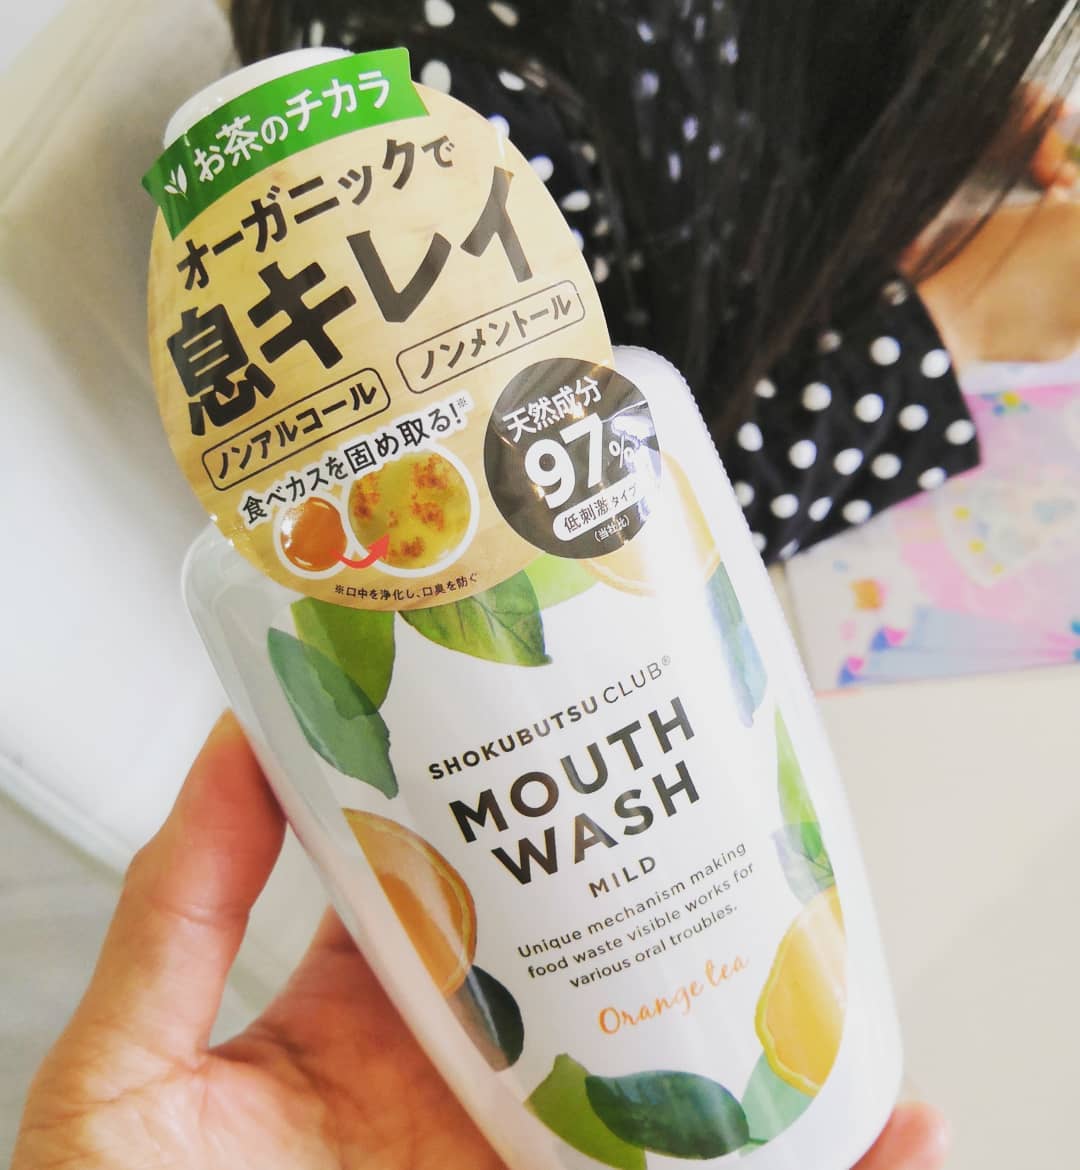 お茶のチカラ
オーガニックで
息キレイ
ノンアルコール
ノンメントール
食べカスを固め取る!※
※口中を浄化し、口臭を防ぐ
天然成分
97%
低刺激タイプ
(当社比)
SHOKUBUTSU CLUB®
MOUTH
WASH
MILD
Unique mechanism making
food waste visible works for
various oral troubles.
Orange tea